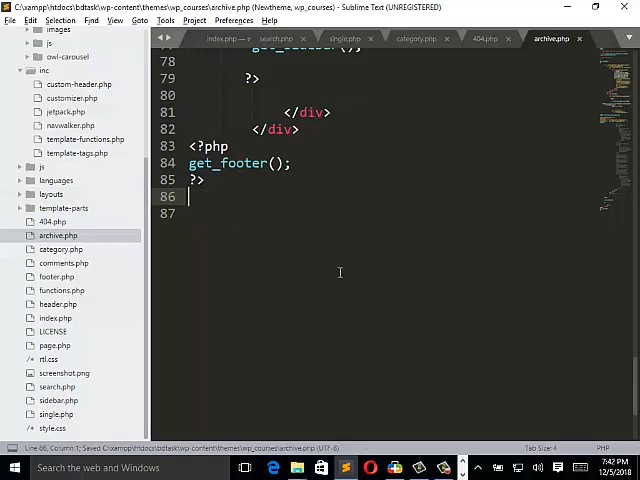 C:\xampp\htdocs\bdtask\wp-content\themes\wp_courses\archive.php (Newtheme, wp_courses) - Sublime Text (UNREGISTERED)
File Edit Selection Find View Goto Tools Project Preferences Help
index.php — v search.php single.php category.php 404.php archive.php
images
js
owl-carousel
inc
custom-header.php
customizer.php
jetpack.php
navwalker.php
template-functions.php
template-tags.php
js
languages
layouts
template-parts
404.php
archive.php
category.php
comments.php
footer.php
functions.php
header.php
index.php
LICENSE
page.php
rtl.css
screenshot.png
search.php
sidebar.php
single.php
style.css
77 get_sidebar();
78
79 ?>
80
81 </div>
82 </div>
83 <?php
84 get_footer();
85 ?>
86
87
Line 86, Column 1; Saved C:\xampp\htdocs\bdtask\wp-content\themes\wp_courses\archive.php (UTF-8) Tab Size: 4 PHP
Search the web and Windows
7:42 PM
12/5/2018